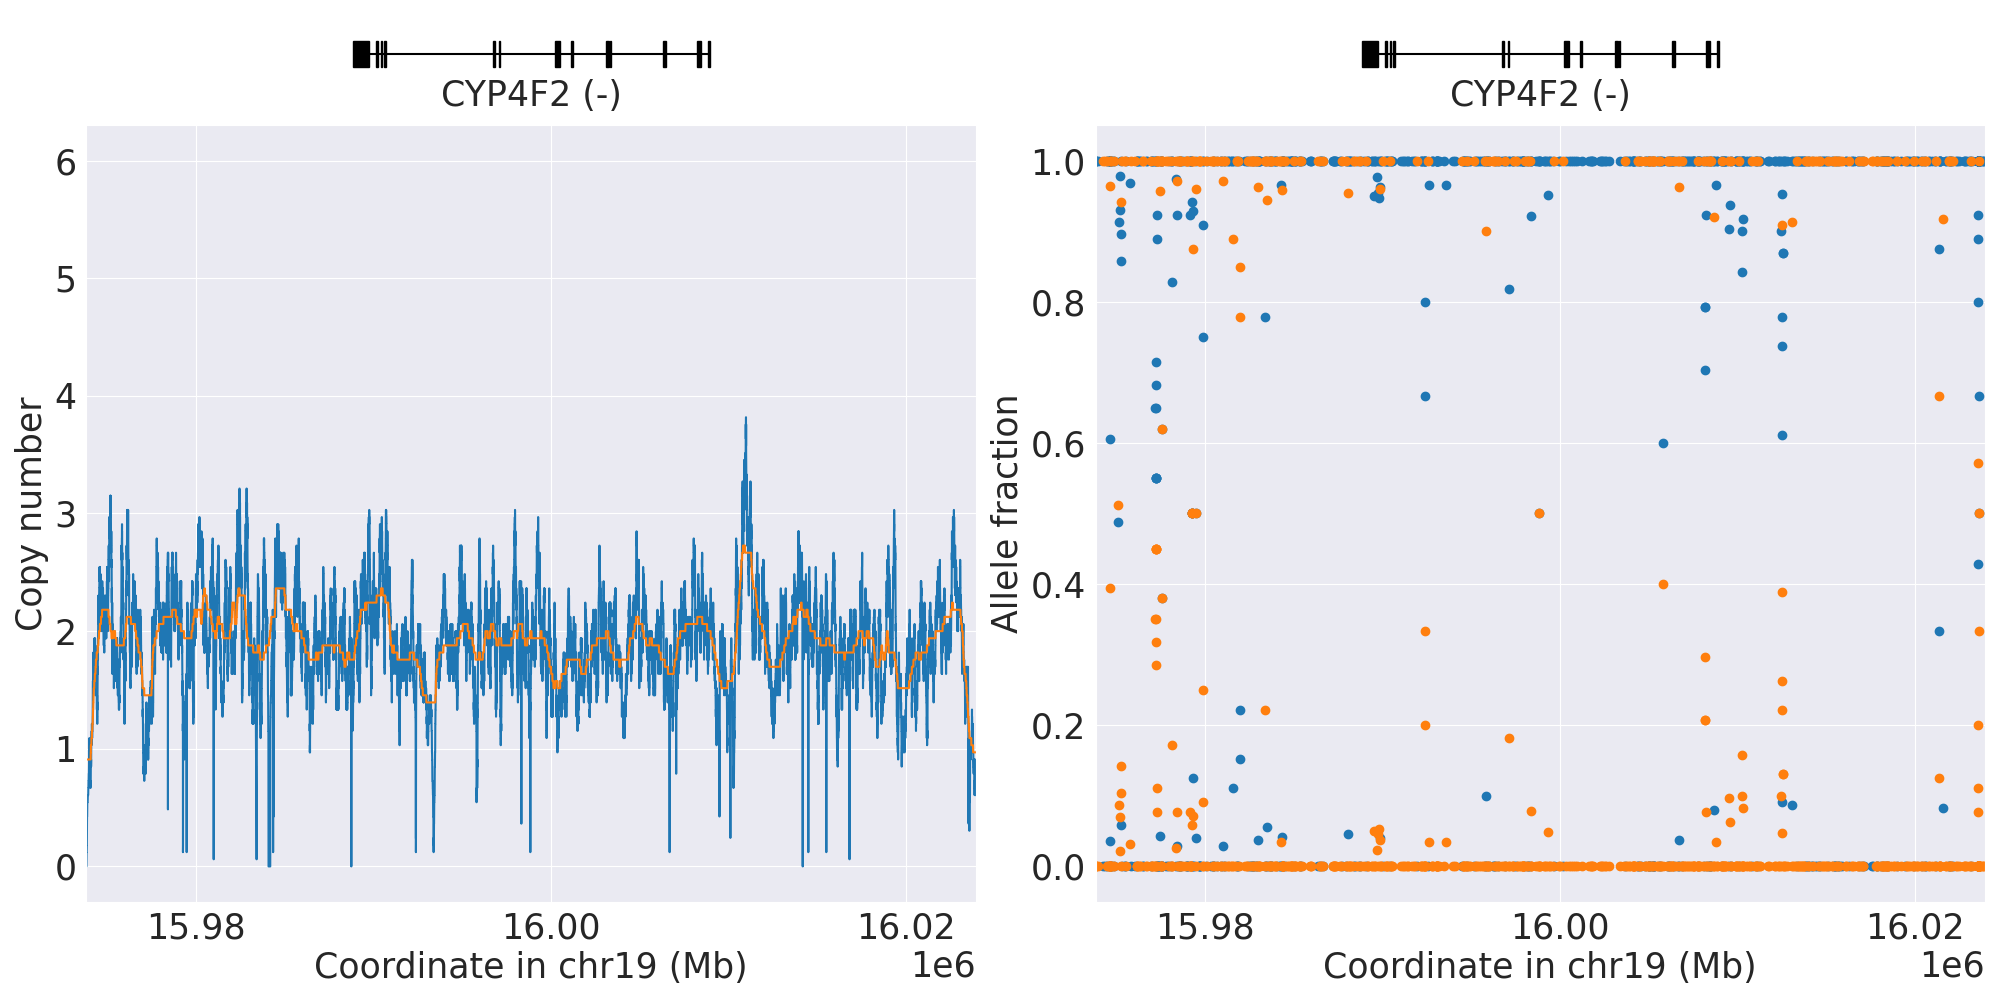 CYP4F2 (-)
6
5
4
3
2
1
0
Copy number
15.98
16.00
16.02
Coordinate in chr19 (Mb)
1e6
CYP4F2 (-)
1.0
0.8
0.6
0.4
0.2
0.0
Allele fraction
15.98
16.00
16.02
Coordinate in chr19 (Mb)
1e6